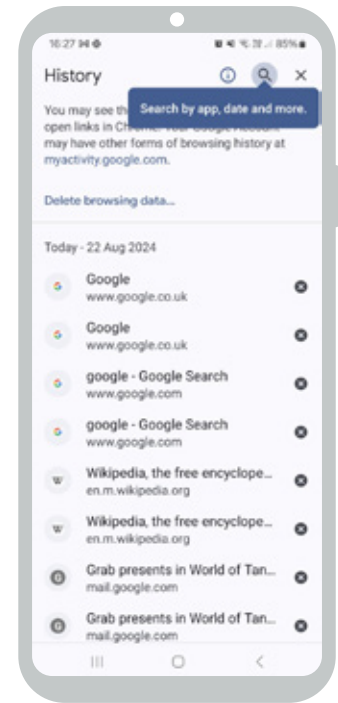 16:27
85%
History
Search by app, date and more.
You may see th
open links in Chrome. Your Google Account
may have other forms of browsing history at
myactivity.google.com.
Delete browsing data...
Today - 22 Aug 2024
Google
www.google.co.uk
Google
www.google.co.uk
google - Google Search
www.google.com
google - Google Search
www.google.com
W
Wikipedia, the free encyclope...
en.m.wikipedia.org
W
Wikipedia, the free encyclope...
en.m.wikipedia.org
G
Grab presents in World of Tan...
mail.google.com
G
Grab presents in World of Tan...
mail.google.com